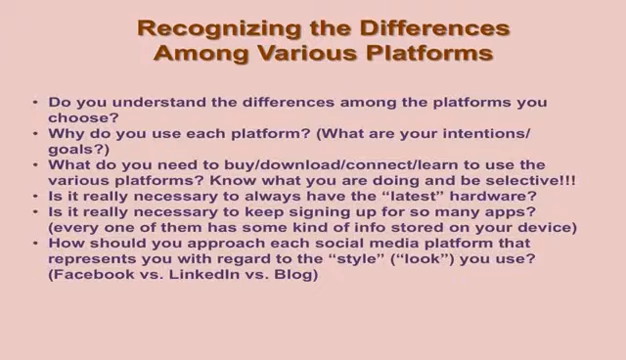 Recognizing the Differences
Among Various Platforms
• Do you understand the differences among the platforms you
choose?
• Why do you use each platform? (What are your intentions/
goals?)
• What do you need to buy/download/connect/learn to use the
various platforms? Know what you are doing and be selective!!!
• Is it really necessary to always have the “latest” hardware?
• Is it really necessary to keep signing up for so many apps?
(every one of them has some kind of info stored on your device)
• How should you approach each social media platform that
represents you with regard to the “style” (“look”) you use?
(Facebook vs. LinkedIn vs. Blog)